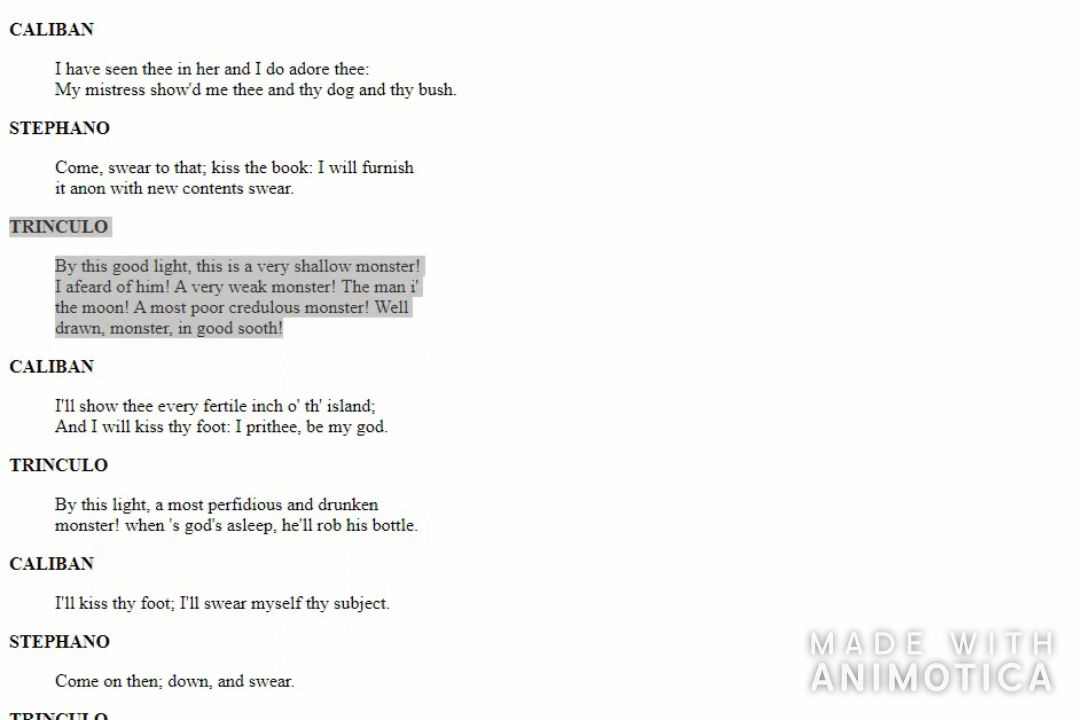 CALIBAN
I have seen thee in her and I do adore thee:
My mistress show'd me thee and thy dog and thy bush.
STEPHANO
Come, swear to that; kiss the book: I will furnish
it anon with new contents swear.
TRINCULO
By this good light, this is a very shallow monster!
I afeard of him! A very weak monster! The man i'
the moon! A most poor credulous monster! Well
drawn, monster, in good sooth!
CALIBAN
I'll show thee every fertile inch o' th' island;
And I will kiss thy foot: I prithee, be my god.
TRINCULO
By this light, a most perfidious and drunken
monster! when 's god's asleep, he'll rob his bottle.
CALIBAN
I'll kiss thy foot; I'll swear myself thy subject.
STEPHANO
Come on then; down, and swear.
TRINCULO
MADE WITH
ANIMOTICA